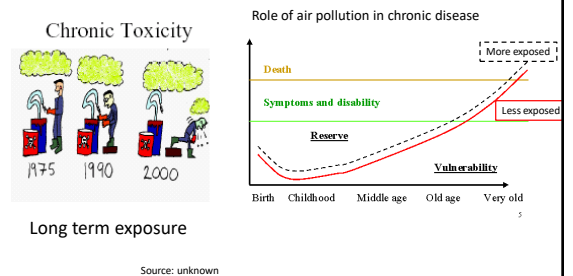 Role of air pollution in chronic disease
Chronic Toxicity
More exposed
Death
Symptoms and disability
Less exposed
Reserve
Vulnerability
1975 1990 2000
Birth Childhood Middle age Old age Very old
5
Long term exposure
Source: unknown